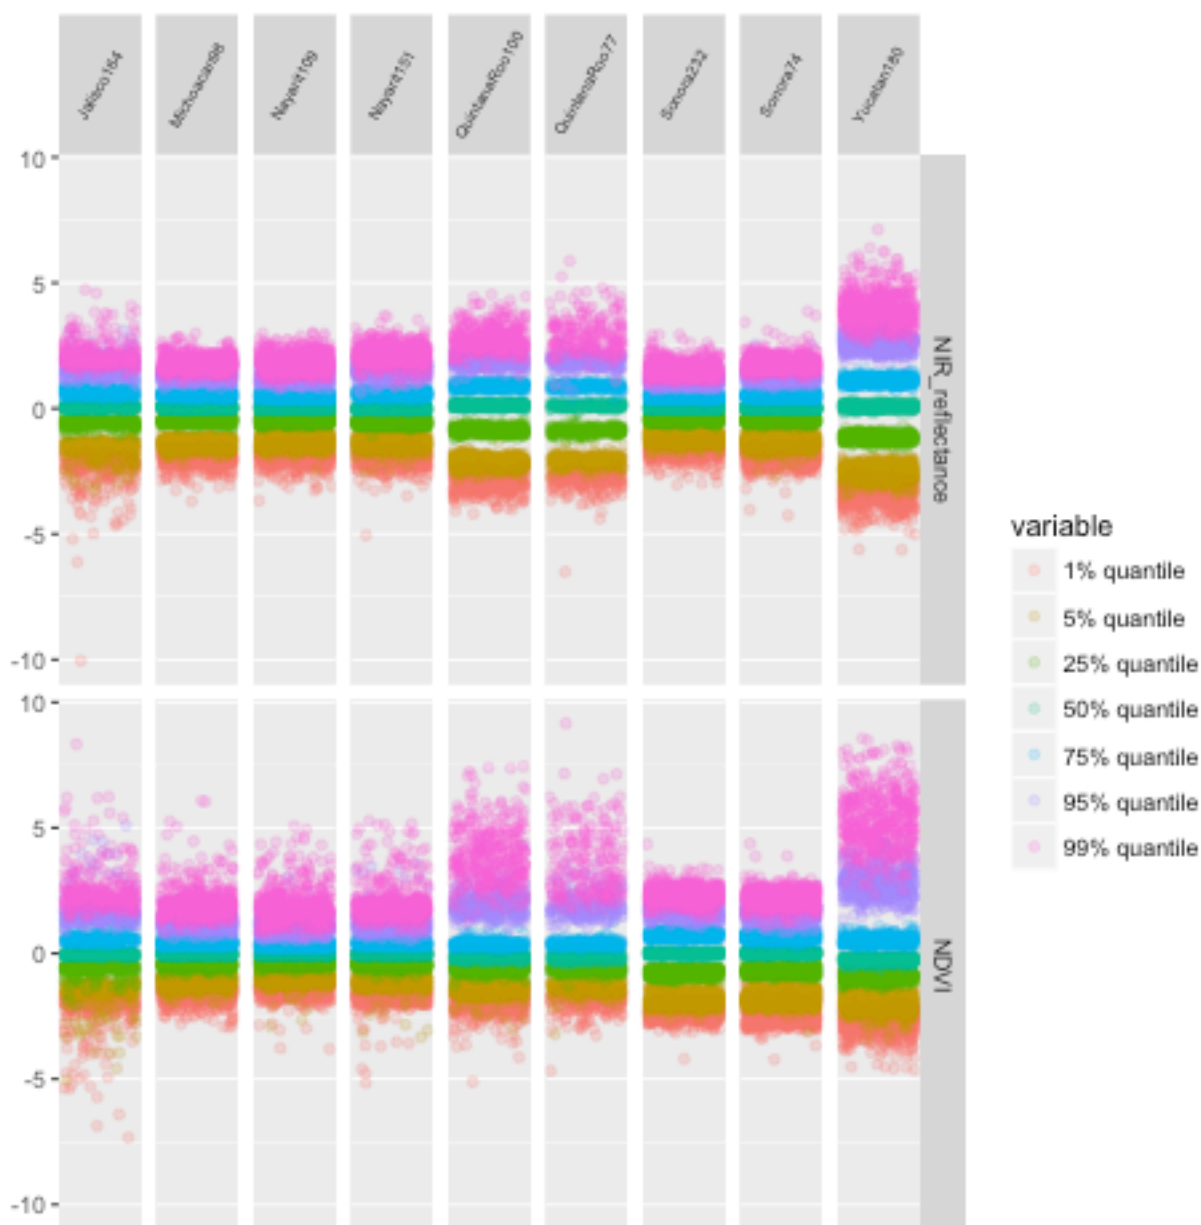 Jalisco164
Michoacan98
Nayarit109
Nayarit151
QuintanaRoo100
QuintanaRoo77
Sonora232
Sonora74
Yucatan180
10
5
0
-5
-10
NIR_reflectance
10
5
0
-5
-10
NDVI
variable
1% quantile
5% quantile
25% quantile
50% quantile
75% quantile
95% quantile
99% quantile